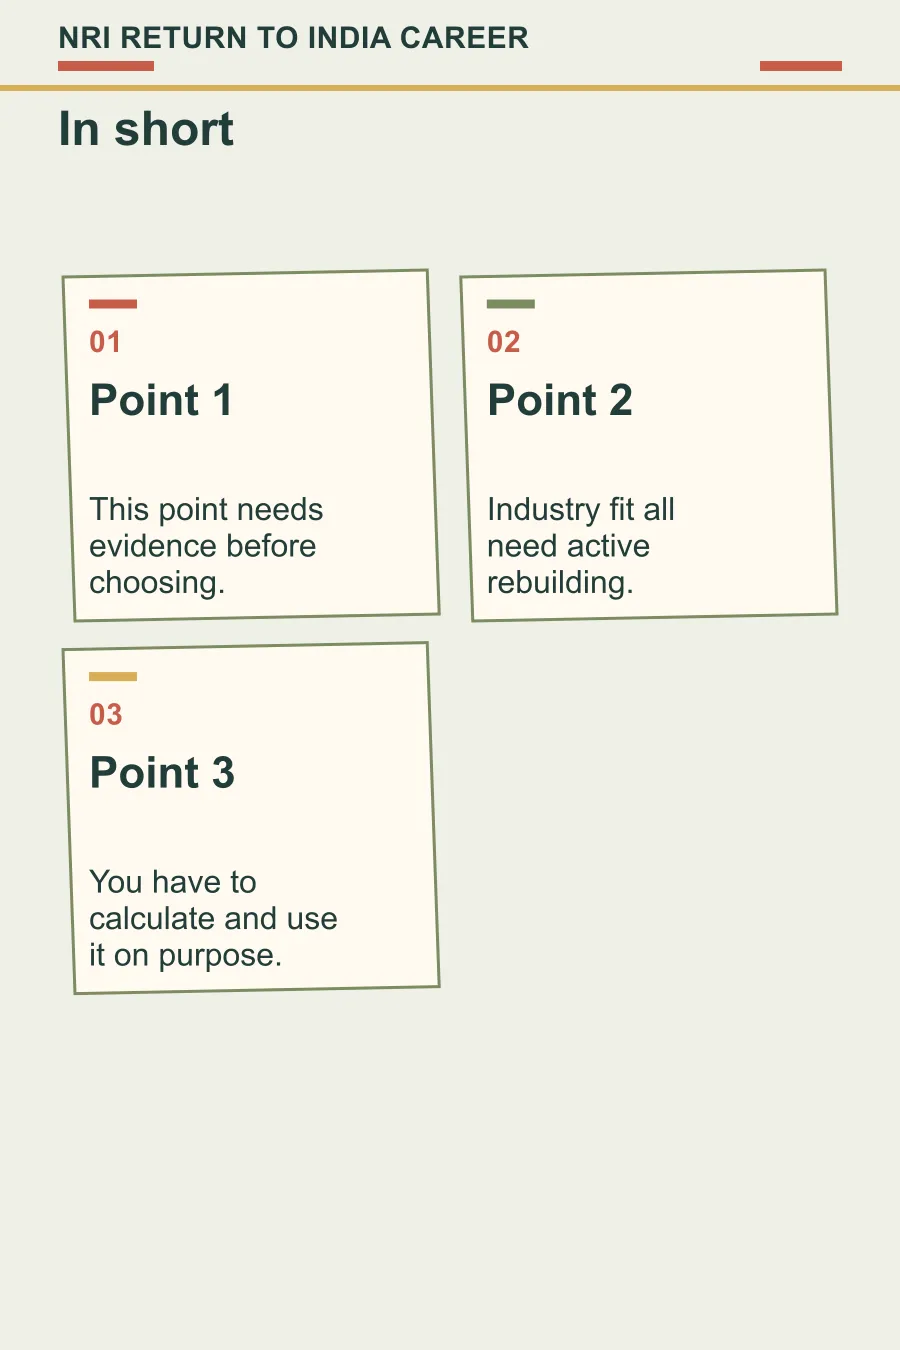 NRI RETURN TO INDIA CAREER
In short
01
Point 1
This point needs
evidence before
choosing.
02
Point 2
Industry fit all
need active
rebuilding.
03
Point 3
You have to
calculate and use
it on purpose.